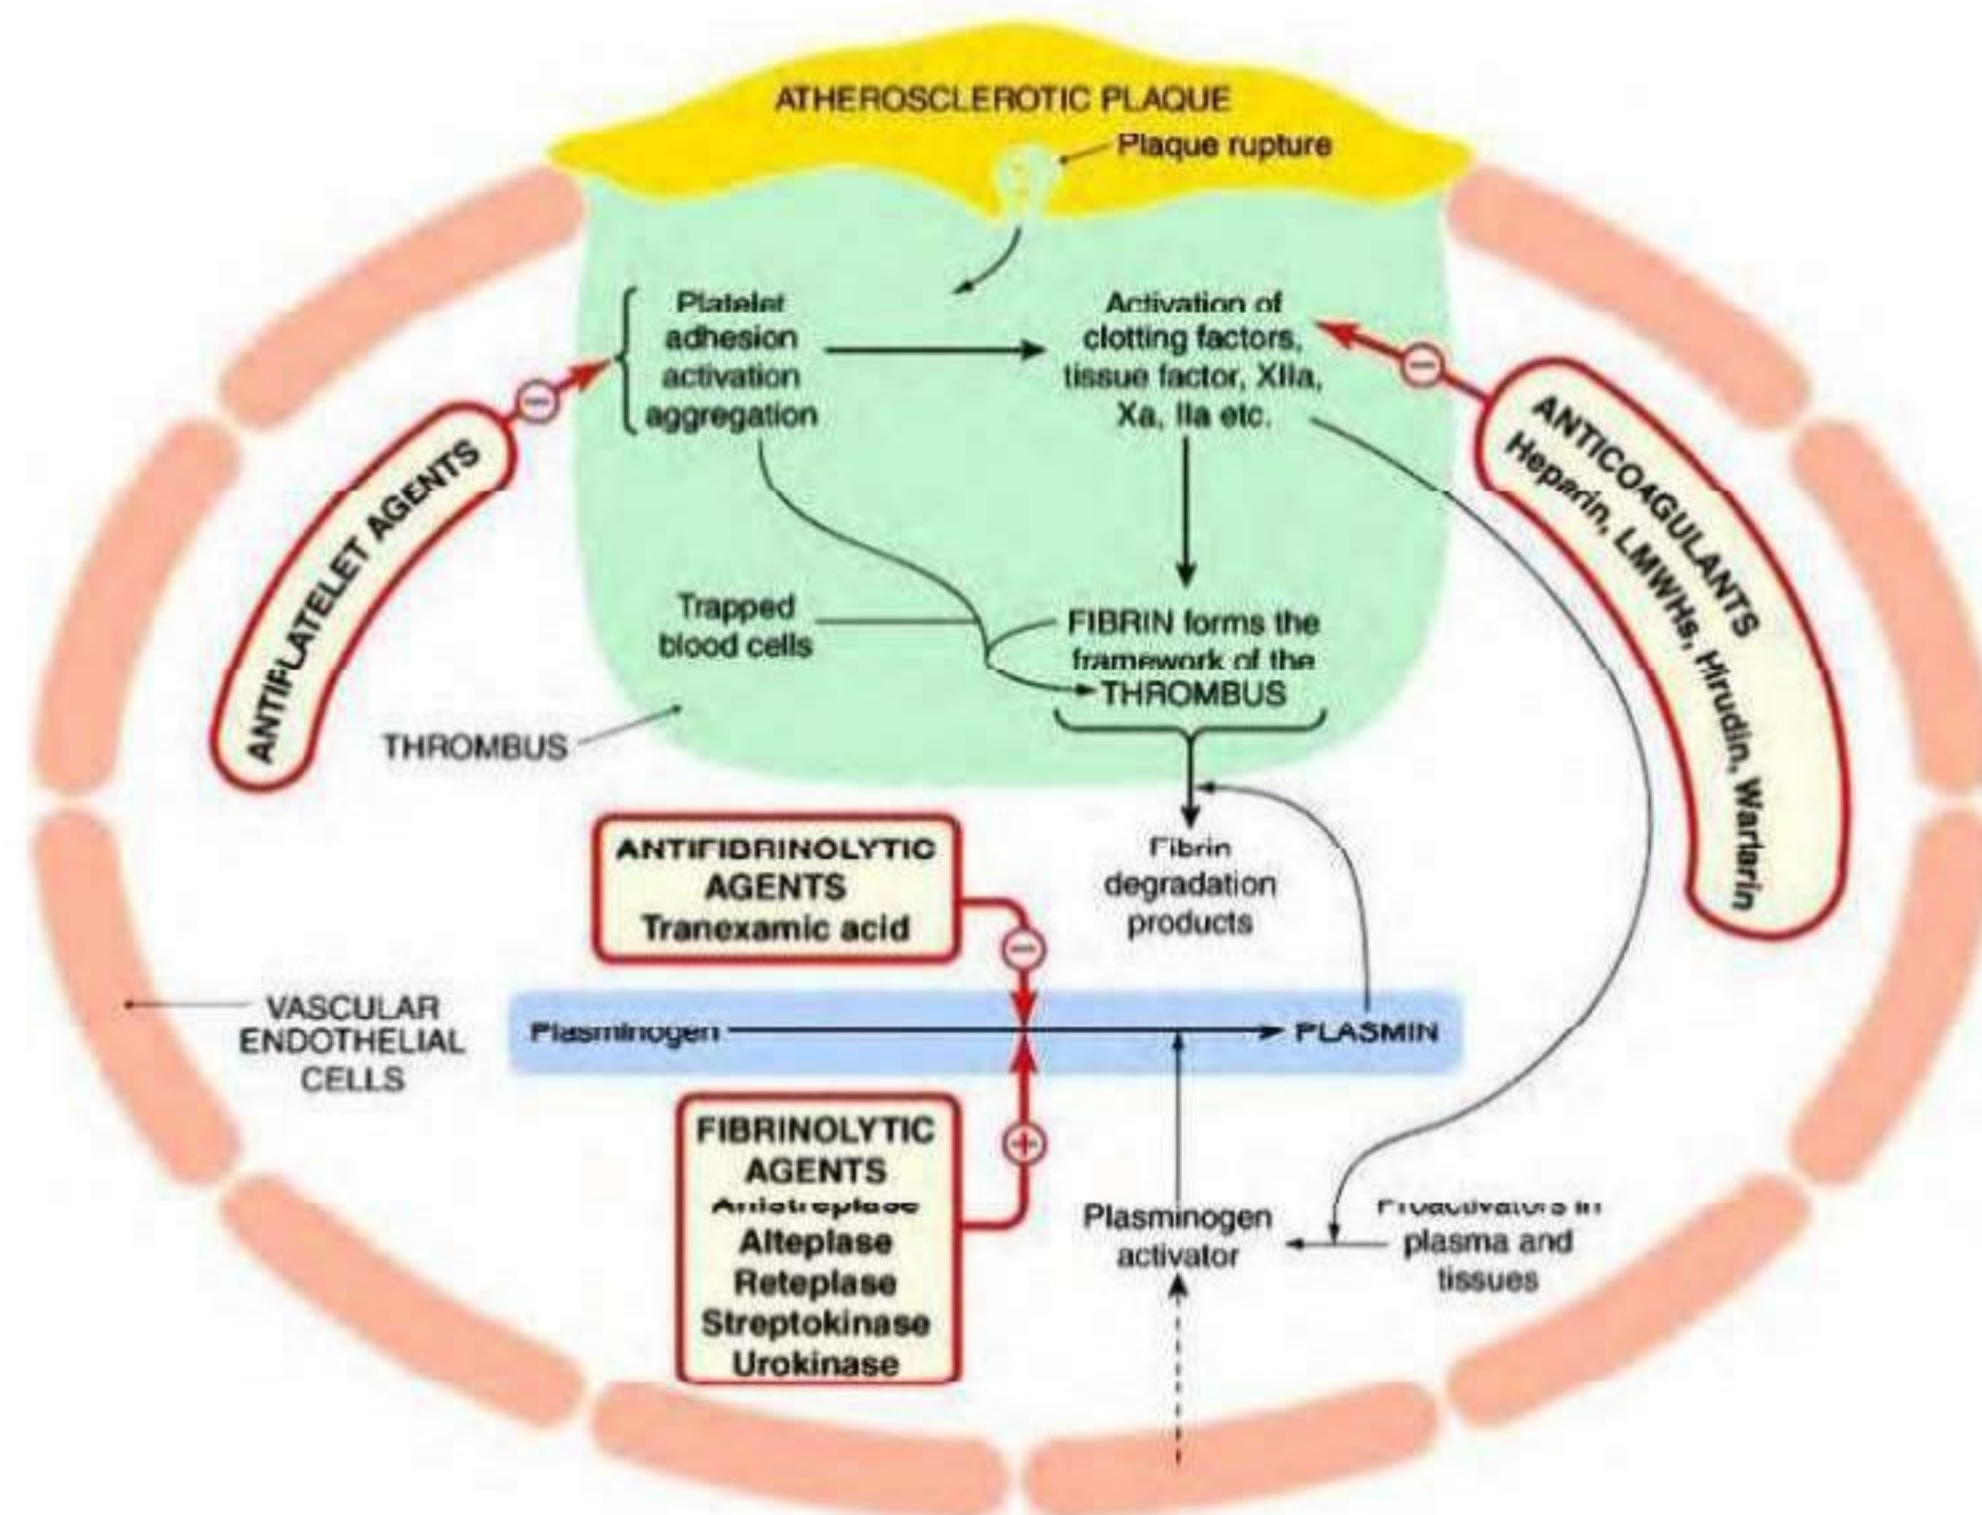 ATHEROSCLEROTIC PLAQUE
Plaque rupture
Platelet
adhesion
activation
aggregation
Activation of
clotting factors,
tissue factor, XIIa,
Xa, IIa etc.
ANTIPLATELET AGENTS
ANTICOAGULANTS
Heparin, LMWHs, Hirudin, Warfarin
Trapped
blood cells
FIBRIN forms the
framework of the
THROMBUS
THROMBUS
ANTIFIBRINOLYTIC
AGENTS
Tranexamic acid
Fibrin
degradation
products
VASCULAR
ENDOTHELIAL
CELLS
Plasminogen
PLASMIN
FIBRINOLYTIC
AGENTS
Anistreplase
Alteplase
Reteplase
Streptokinase
Urokinase
Plasminogen
activator
Proactivators in
plasma and
tissues